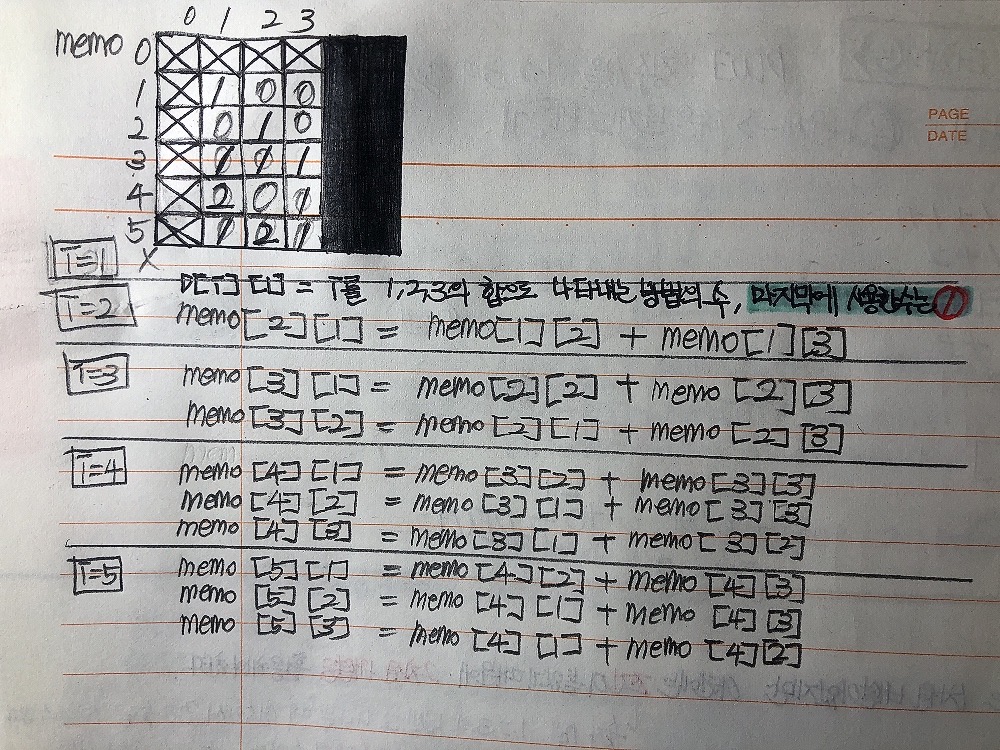 0 1 2 3
memo 0
1 1 0 0
2 0 1 0
3 1 1 1
4 2 0 1
5 1 2 1
PAGE
DATE
T=1 X
D[T][1] = T를 1,2,3의 합으로 나타내는 방법의 수, 마지막에 사용한수는 1
T=2 memo[2][1] = memo[1][2] + memo[1][3]
T=3 memo[3][1] = memo[2][2] + memo[2][3]
memo[3][2] = memo[2][1] + memo[2][3]
T=4 memo[4][1] = memo[3][2] + memo[3][3]
memo[4][2] = memo[3][1] + memo[3][3]
memo[4][3] = memo[3][1] + memo[3][2]
T=5 memo[5][1] = memo[4][2] + memo[4][3]
memo[5][2] = memo[4][1] + memo[4][3]
memo[5][3] = memo[4][1] + memo[4][2]